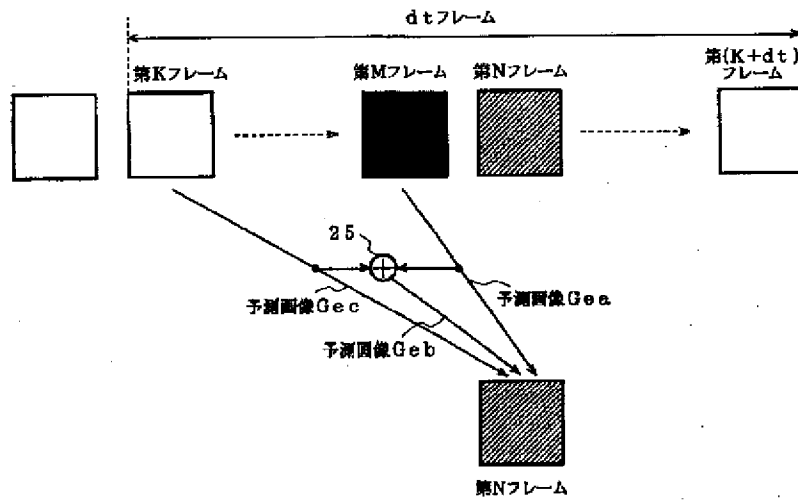 dtフレーム
第Kフレーム
第Mフレーム
第Nフレーム
第(K+dt)
フレーム
25
予測画像Gec
予測画像Gea
予測画像Geb
第Nフレーム